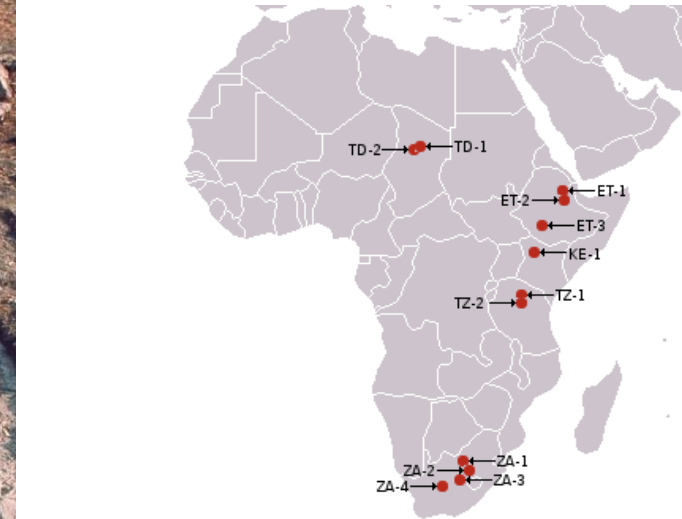 TD-2
TD-1
ET-1
ET-2
ET-3
KE-1
TZ-1
TZ-2
ZA-1
ZA-2
ZA-3
ZA-4